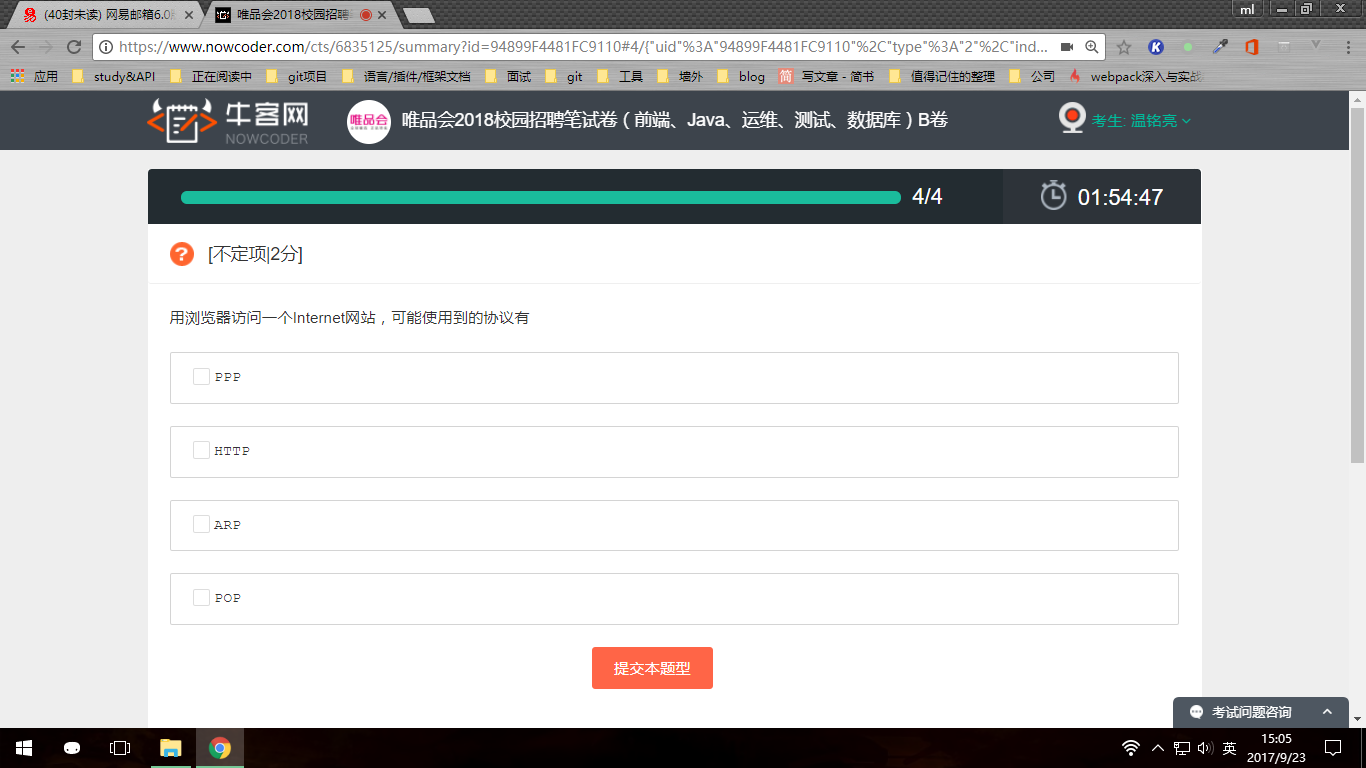 (40封未读) 网易邮箱6.0
唯品会2018校园招聘
ml
https://www.nowcoder.com/cts/6835125/summary?id=94899F4481FC9110#4/{"uid"%3A"94899F4481FC9110"%2C"type"%3A"2"%2C"ind...
应用 study&API 正在阅读中 git项目 语言/插件/框架文档 面试 git 工具 墙外 blog 简 写文章 - 简书 值得记住的整理 公司 webpack深入与实战
牛客网
NOWCODER
唯品会
唯品会2018校园招聘笔试卷（前端、Java、运维、测试、数据库）B卷
考生: 温铭亮
4/4
01:54:47
? [不定项|2分]
用浏览器访问一个Internet网站，可能使用到的协议有
PPP
HTTP
ARP
POP
提交本题型
考试问题咨询
英
15:05
2017/9/23